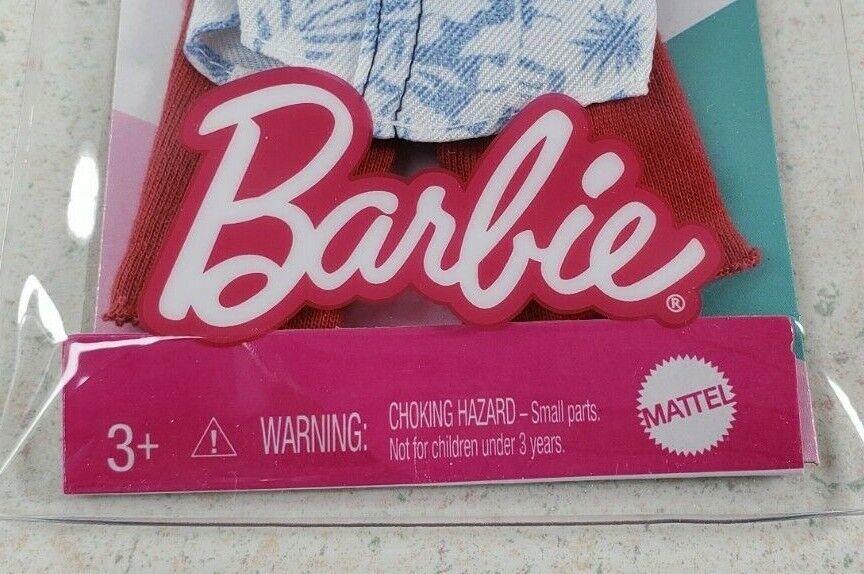 Barbie®
3+
WARNING:
CHOKING HAZARD – Small parts.
Not for children under 3 years.
MATTEL